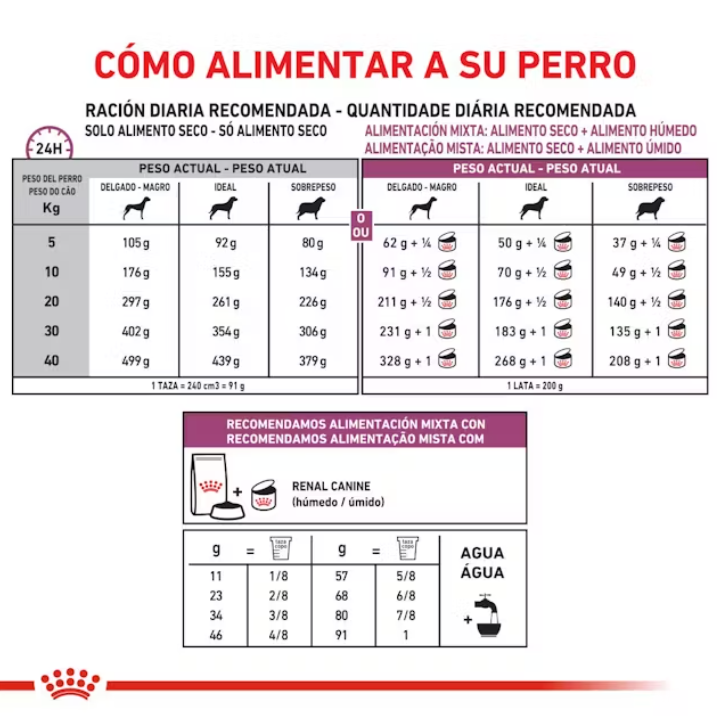 CÓMO ALIMENTAR A SU PERRO
RACIÓN DIARIA RECOMENDADA - QUANTIDADE DIÁRIA RECOMENDADA
SOLO ALIMENTO SECO - SÓ ALIMENTO SECO
ALIMENTACIÓN MIXTA: ALIMENTO SECO + ALIMENTO HÚMEDO
ALIMENTAÇÃO MISTA: ALIMENTO SECO + ALIMENTO ÚMIDO
24H
PESO DEL PERRO
PESO DO CÃO
Kg
PESO ACTUAL - PESO ATUAL
PESO ACTUAL - PESO ATUAL
DELGADO - MAGRO IDEAL SOBREPESO
O
OU
DELGADO - MAGRO IDEAL SOBREPESO
5 105 g 92 g 80 g 62 g + ¼ 50 g + ¼ 37 g + ¼
10 176 g 155 g 134 g 91 g + ½ 70 g + ½ 49 g + ½
20 297 g 261 g 226 g 211 g + ½ 176 g + ½ 140 g + ½
30 402 g 354 g 306 g 231 g + 1 183 g + 1 135 g + 1
40 499 g 439 g 379 g 328 g + 1 268 g + 1 208 g + 1
1 TAZA = 240 cm3 = 91 g
1 LATA = 200 g
RECOMENDAMOS ALIMENTACIÓN MIXTA CON
RECOMENDAMOS ALIMENTAÇÃO MISTA COM
+
RENAL CANINE
(húmedo / úmido)
g = taza copo g = taza copo
11 1/8 57 5/8
23 2/8 68 6/8
34 3/8 80 7/8
46 4/8 91 1
AGUA
ÁGUA
+